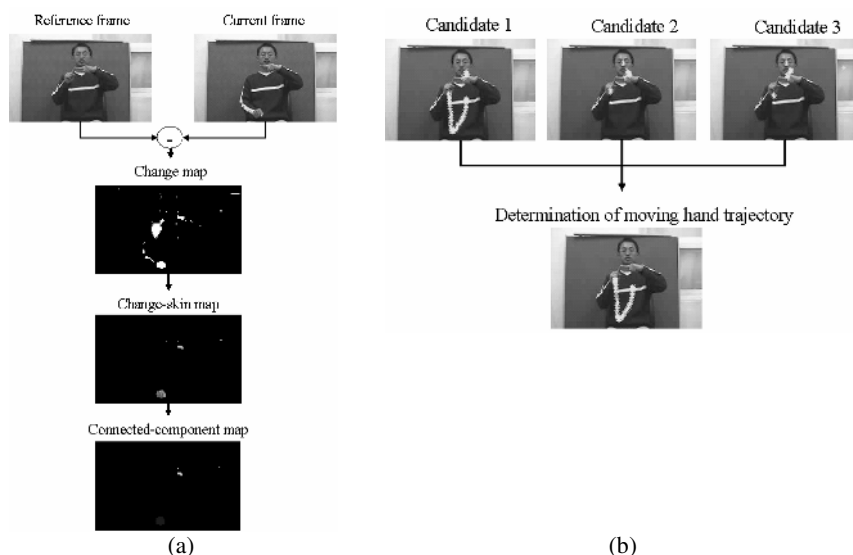 Reference frame
Current frame
-
Change map
Change-skin map
Connected-component map
(a)
Candidate 1
Candidate 2
Candidate 3
Determination of moving hand trajectory
(b)